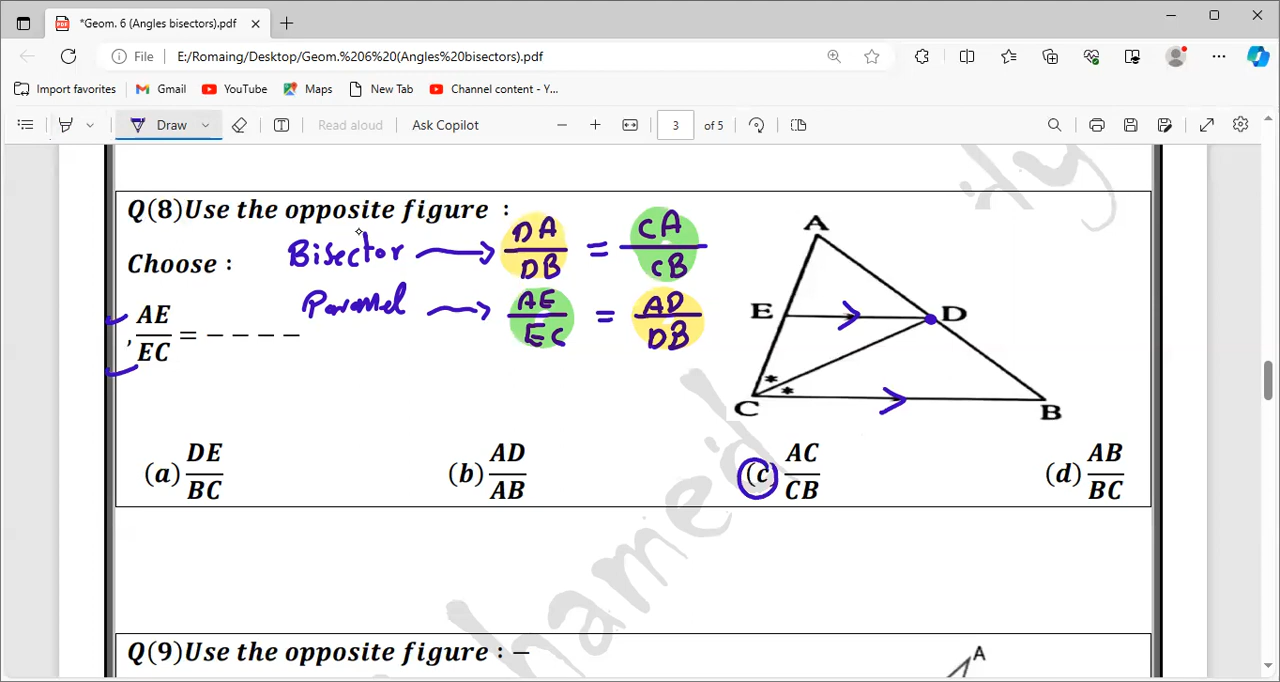 *Geom. 6 (Angles bisectors).pdf
File E:/Romaing/Desktop/Geom.%206%20(Angles%20bisectors).pdf
Import favorites Gmail YouTube Maps New Tab Channel content - Y...
Draw Read aloud Ask Copilot 3 of 5
Q(8)Use the opposite figure :
Choose :
Bisector → DA/DB = CA/CB
Parallel → AE/EC = AD/DB
, AE/EC = - - - -
A
E D
C B
* *
(a) DE/BC (b) AD/AB (c) AC/CB (d) AB/BC
hamed
ity
Q(9)Use the opposite figure : −
A